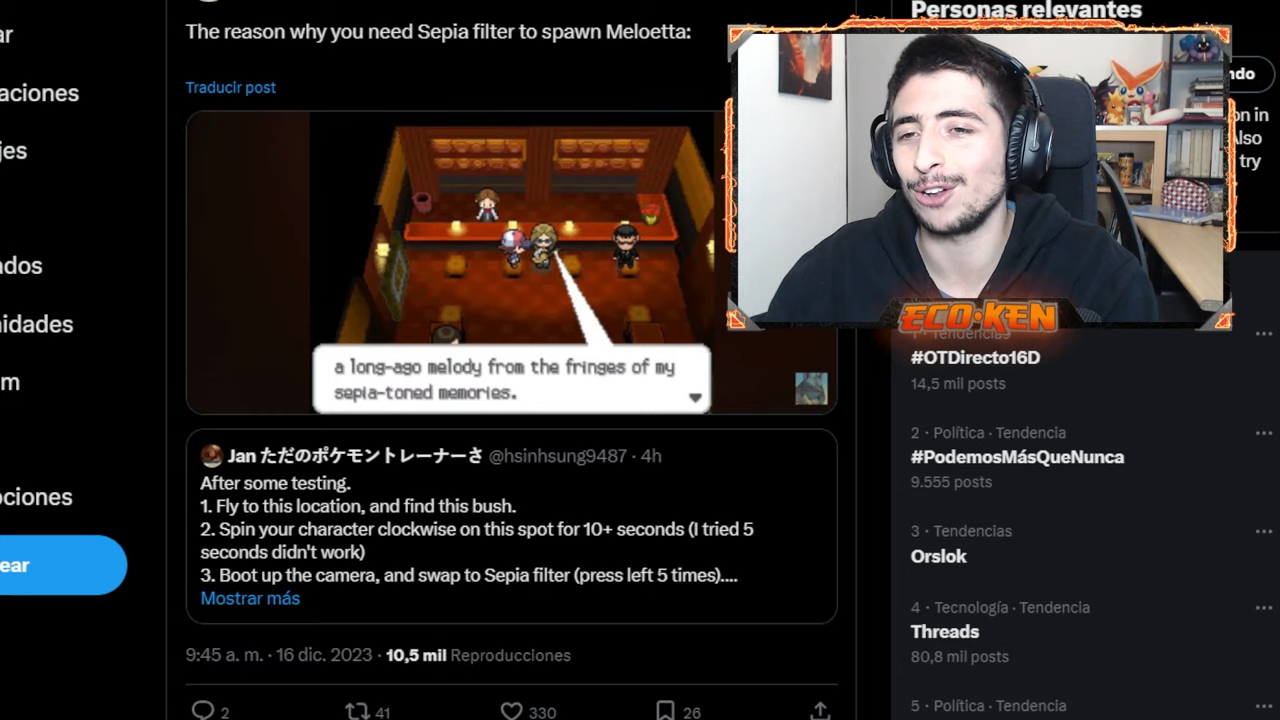 ar
aciones
jes
ados
nidades
m
ociones
ear
The reason why you need Sepia filter to spawn Meloetta:
Traducir post
a long-ago melody from the fringes of my
sepia-toned memories.
Jan ただのポケモントレーナーさ @hsinhsung9487 · 4h
After some testing.
1. Fly to this location, and find this bush.
2. Spin your character clockwise on this spot for 10+ seconds (I tried 5
seconds didn't work)
3. Boot up the camera, and swap to Sepia filter (press left 5 times)....
Mostrar más
9:45 a. m. · 16 dic. 2023 · 10,5 mil Reproducciones
2
41
330
26
Personas relevantes
ndo
on in
Also
try
ECO·KEN
1 · Tendencias
#OTDirecto16D
14,5 mil posts
2 · Política · Tendencia
#PodemosMásQueNunca
9.555 posts
3 · Tendencias
Orslok
4 · Tecnología · Tendencia
Threads
80,8 mil posts
5 · Política · Tendencia